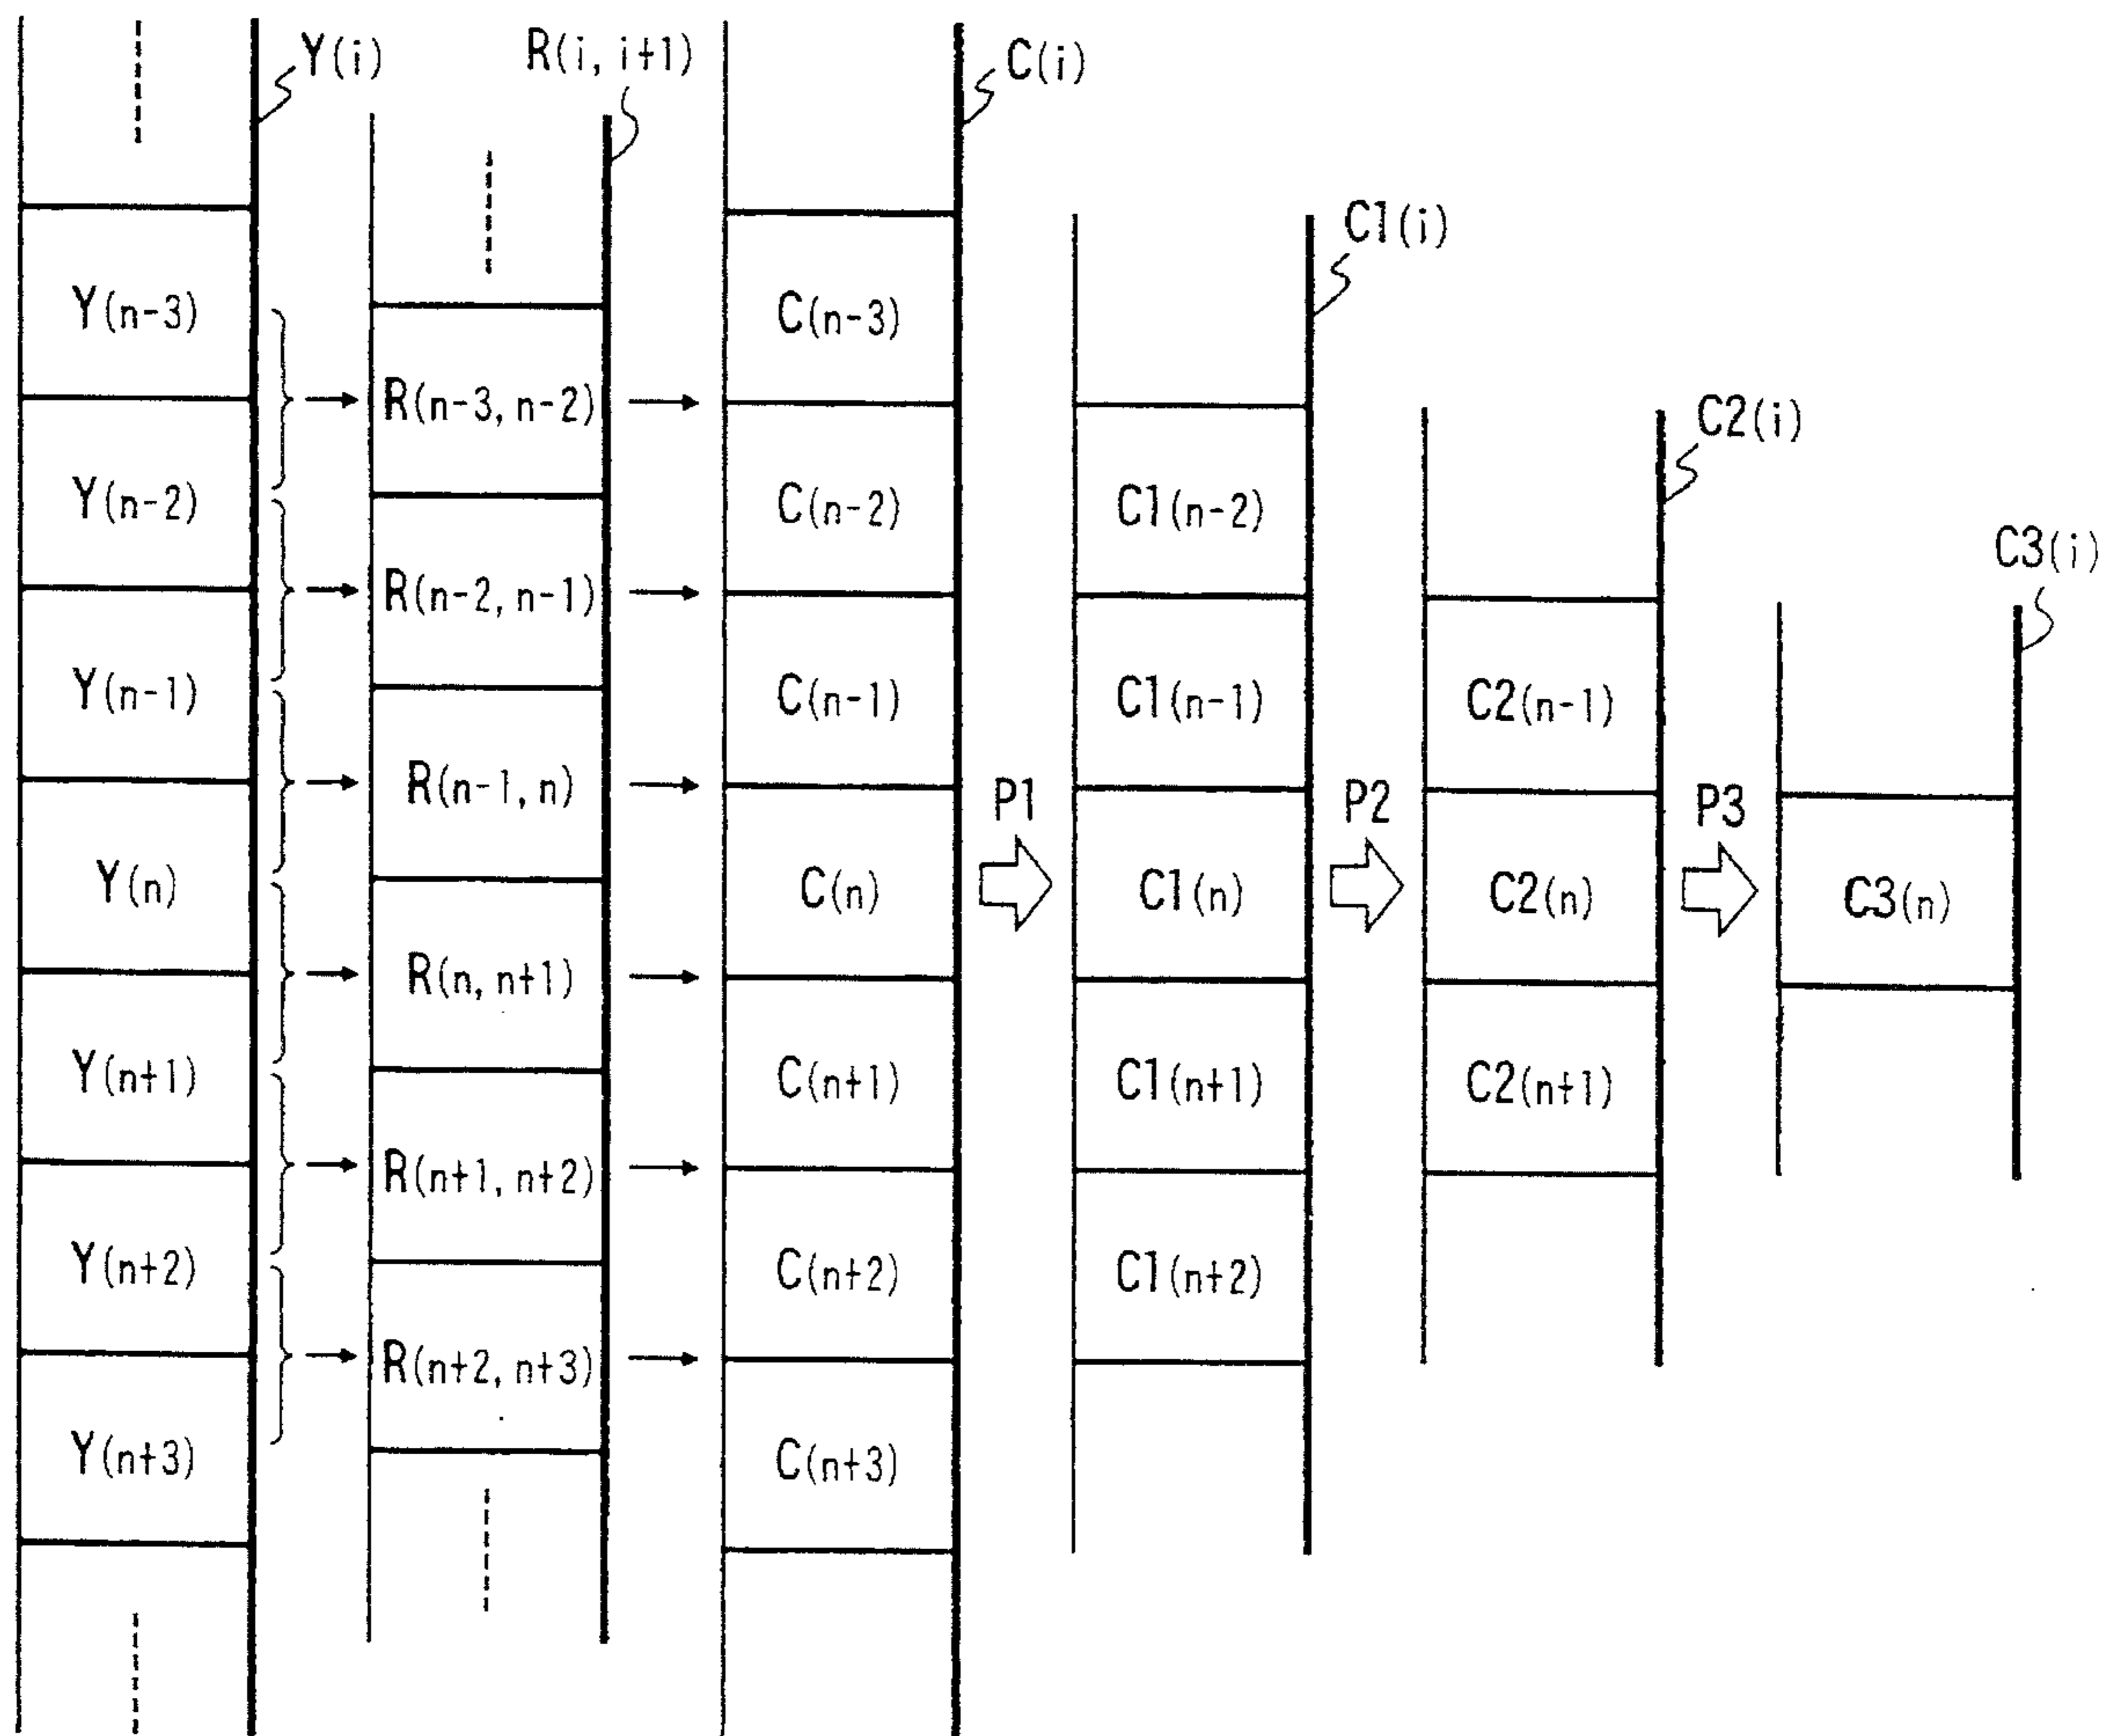 Y(i)
R(i, i+1)
C(i)
C1(i)
C2(i)
C3(i)
Y(n-3)
Y(n-2)
Y(n-1)
Y(n)
Y(n+1)
Y(n+2)
Y(n+3)
R(n-3, n-2)
R(n-2, n-1)
R(n-1, n)
R(n, n+1)
R(n+1, n+2)
R(n+2, n+3)
C(n-3)
C(n-2)
C(n-1)
C(n)
C(n+1)
C(n+2)
C(n+3)
P1
C1(n-2)
C1(n-1)
C1(n)
C1(n+1)
C1(n+2)
P2
C2(n-1)
C2(n)
C2(n+1)
P3
C3(n)